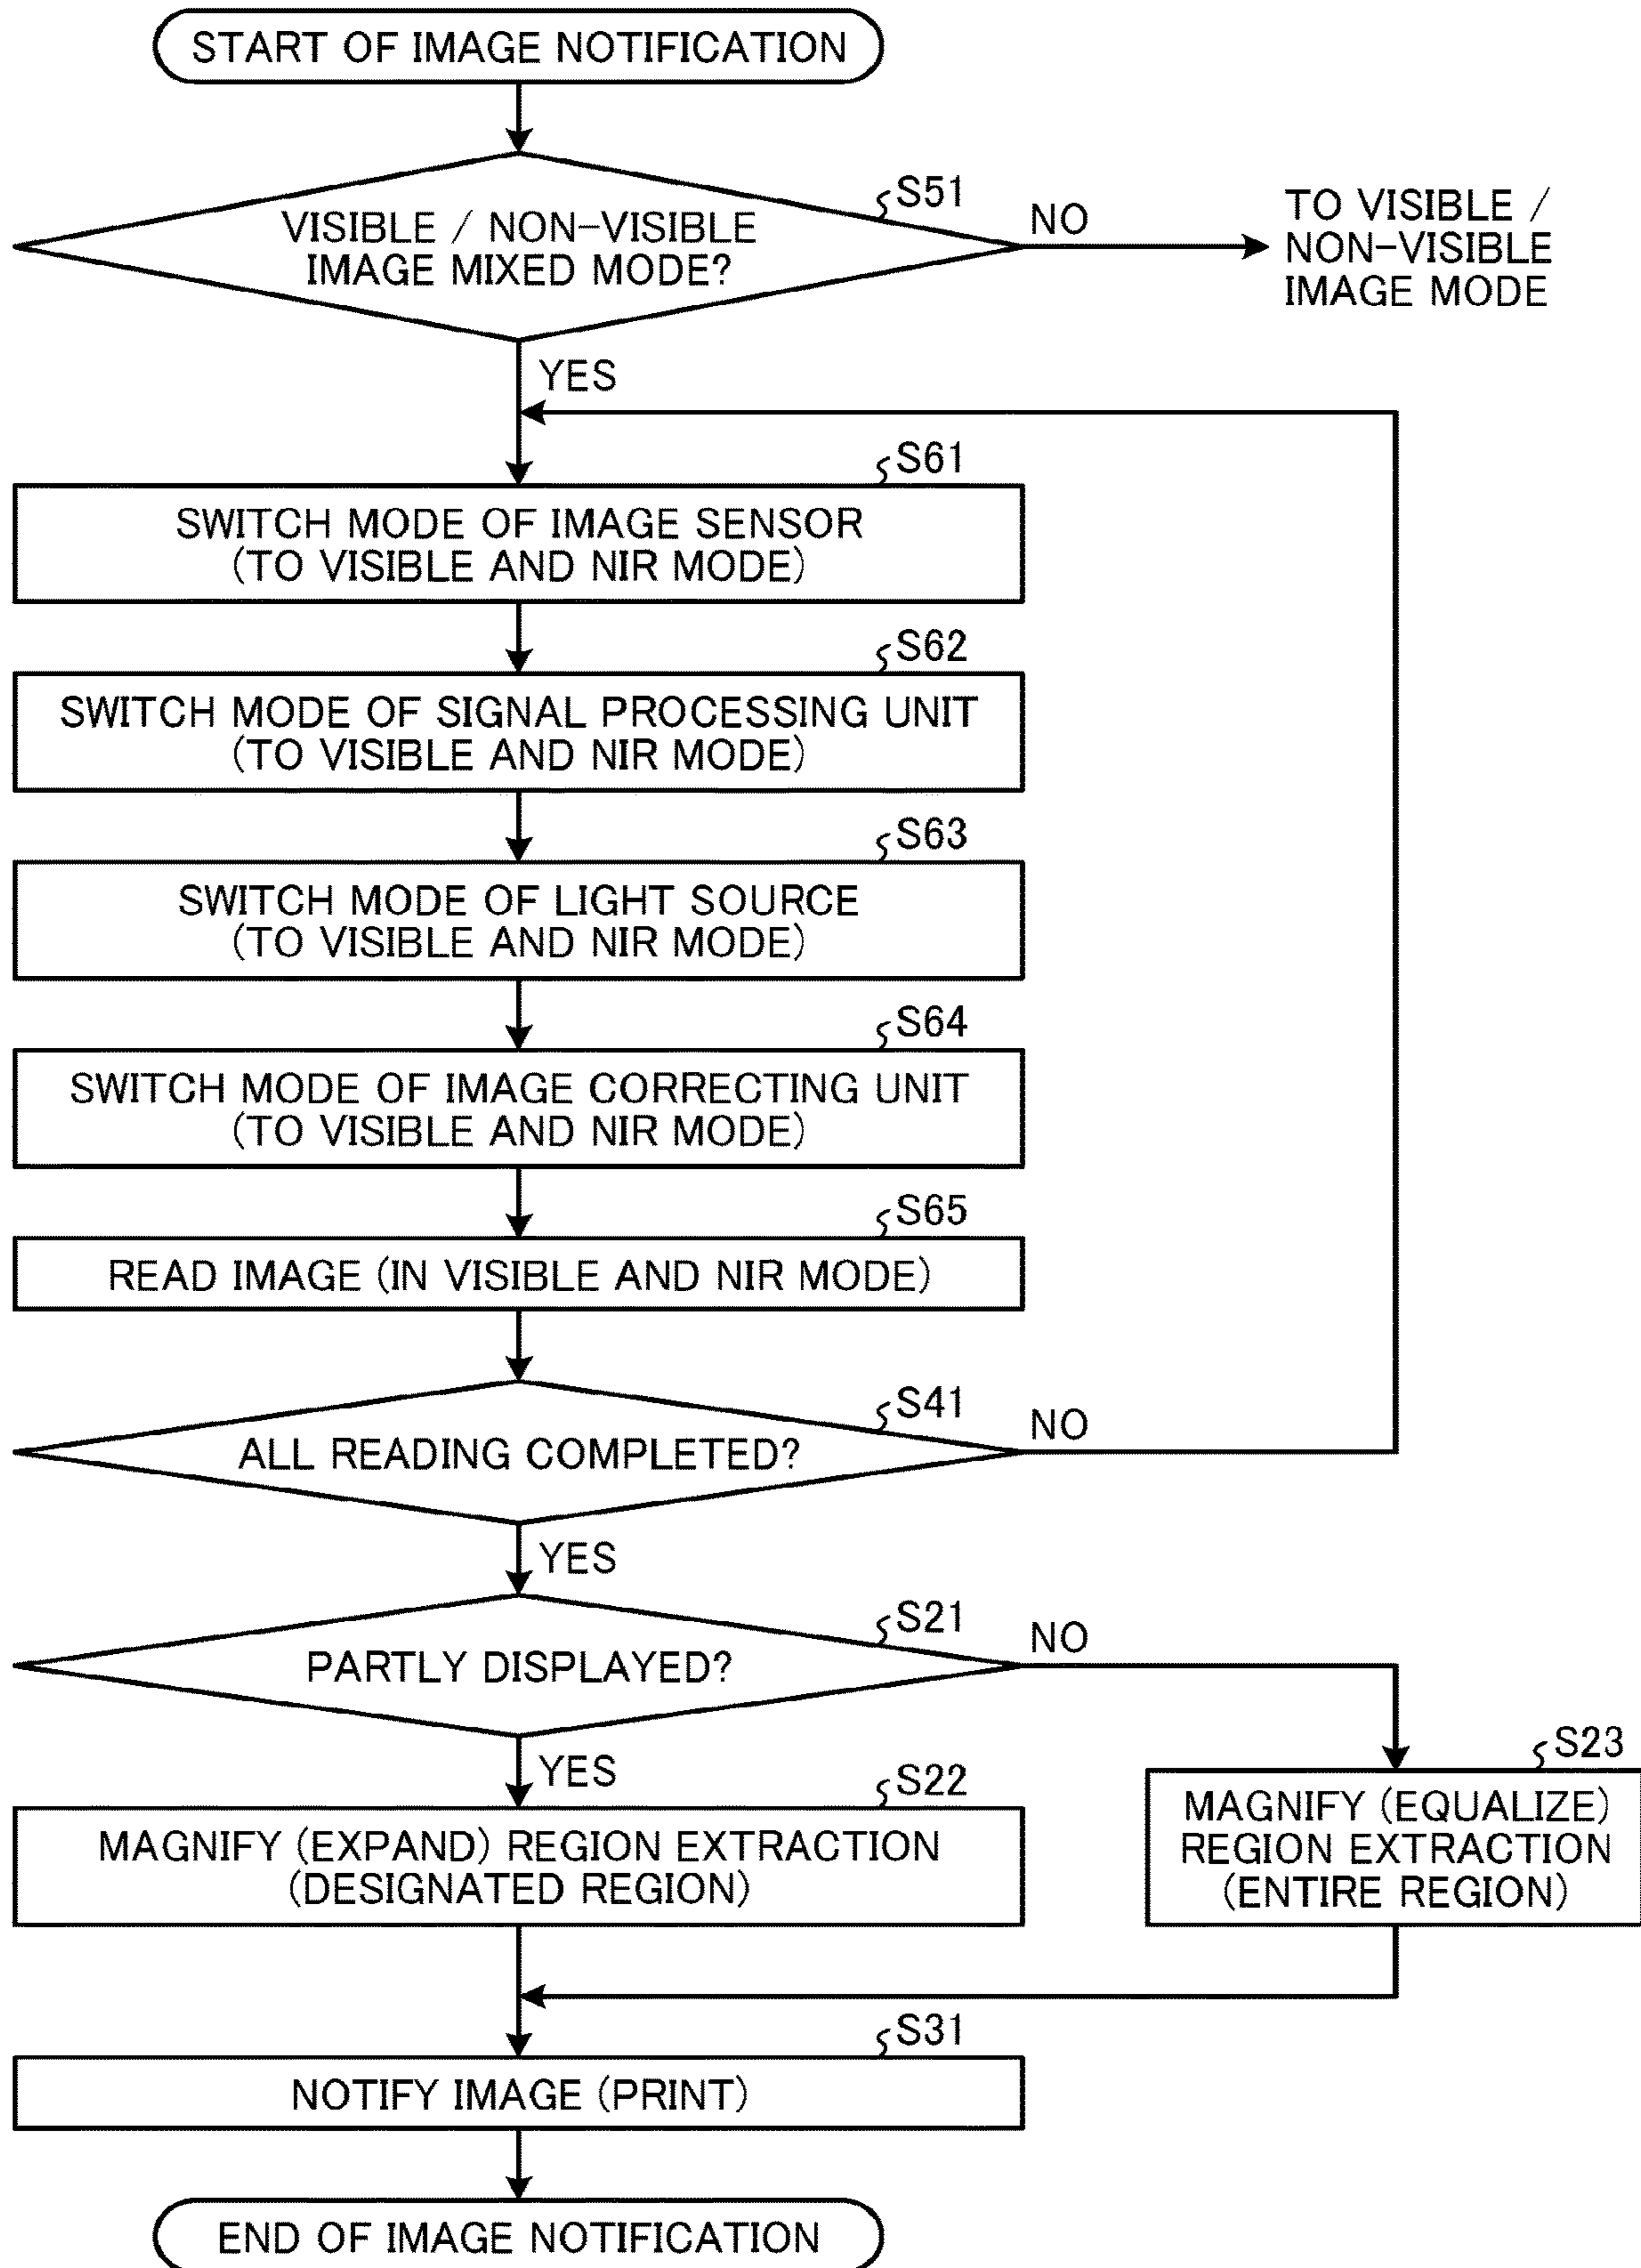 START OF IMAGE NOTIFICATION
S51
VISIBLE / NON-VISIBLE
IMAGE MIXED MODE?
NO
TO VISIBLE /
NON-VISIBLE
IMAGE MODE
YES
S61
SWITCH MODE OF IMAGE SENSOR
(TO VISIBLE AND NIR MODE)
S62
SWITCH MODE OF SIGNAL PROCESSING UNIT
(TO VISIBLE AND NIR MODE)
S63
SWITCH MODE OF LIGHT SOURCE
(TO VISIBLE AND NIR MODE)
S64
SWITCH MODE OF IMAGE CORRECTING UNIT
(TO VISIBLE AND NIR MODE)
S65
READ IMAGE (IN VISIBLE AND NIR MODE)
S41
ALL READING COMPLETED?
NO
YES
S21
PARTLY DISPLAYED?
NO
YES
S22
MAGNIFY (EXPAND) REGION EXTRACTION
(DESIGNATED REGION)
S23
MAGNIFY (EQUALIZE)
REGION EXTRACTION
(ENTIRE REGION)
S31
NOTIFY IMAGE (PRINT)
END OF IMAGE NOTIFICATION